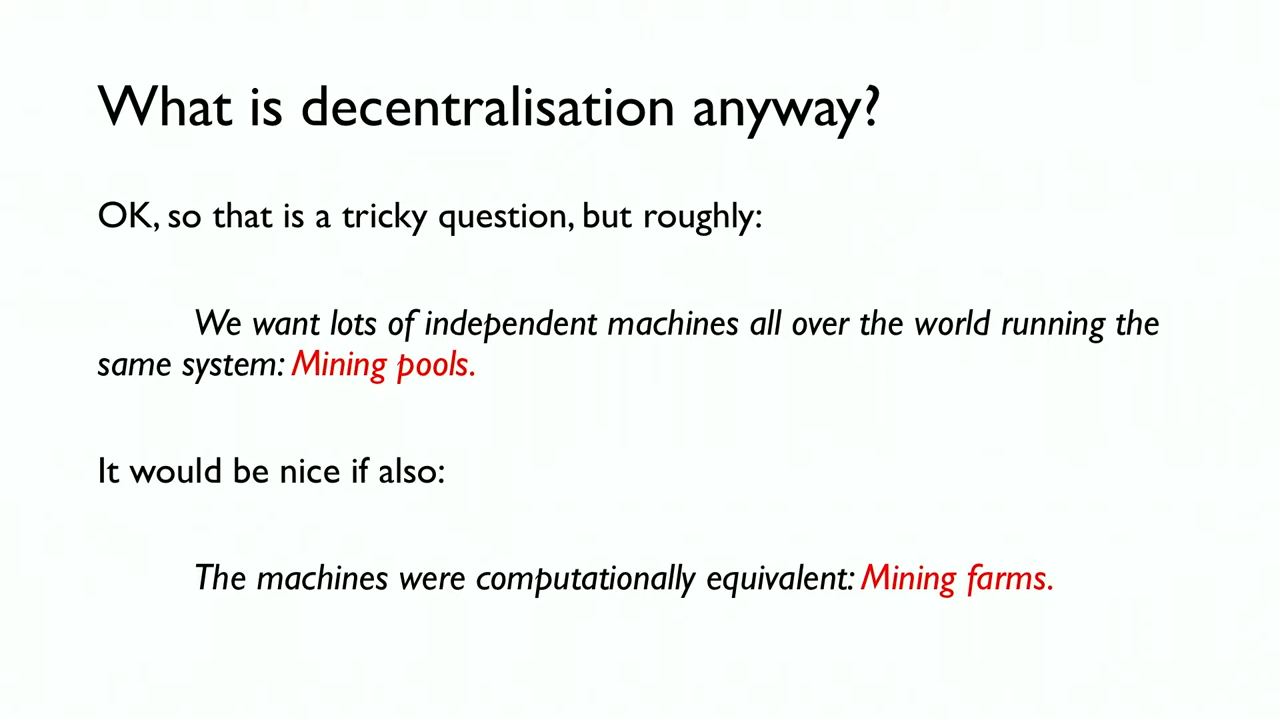 What is decentralisation anyway?
OK, so that is a tricky question, but roughly:
We want lots of independent machines all over the world running the
same system: Mining pools.
It would be nice if also:
The machines were computationally equivalent: Mining farms.